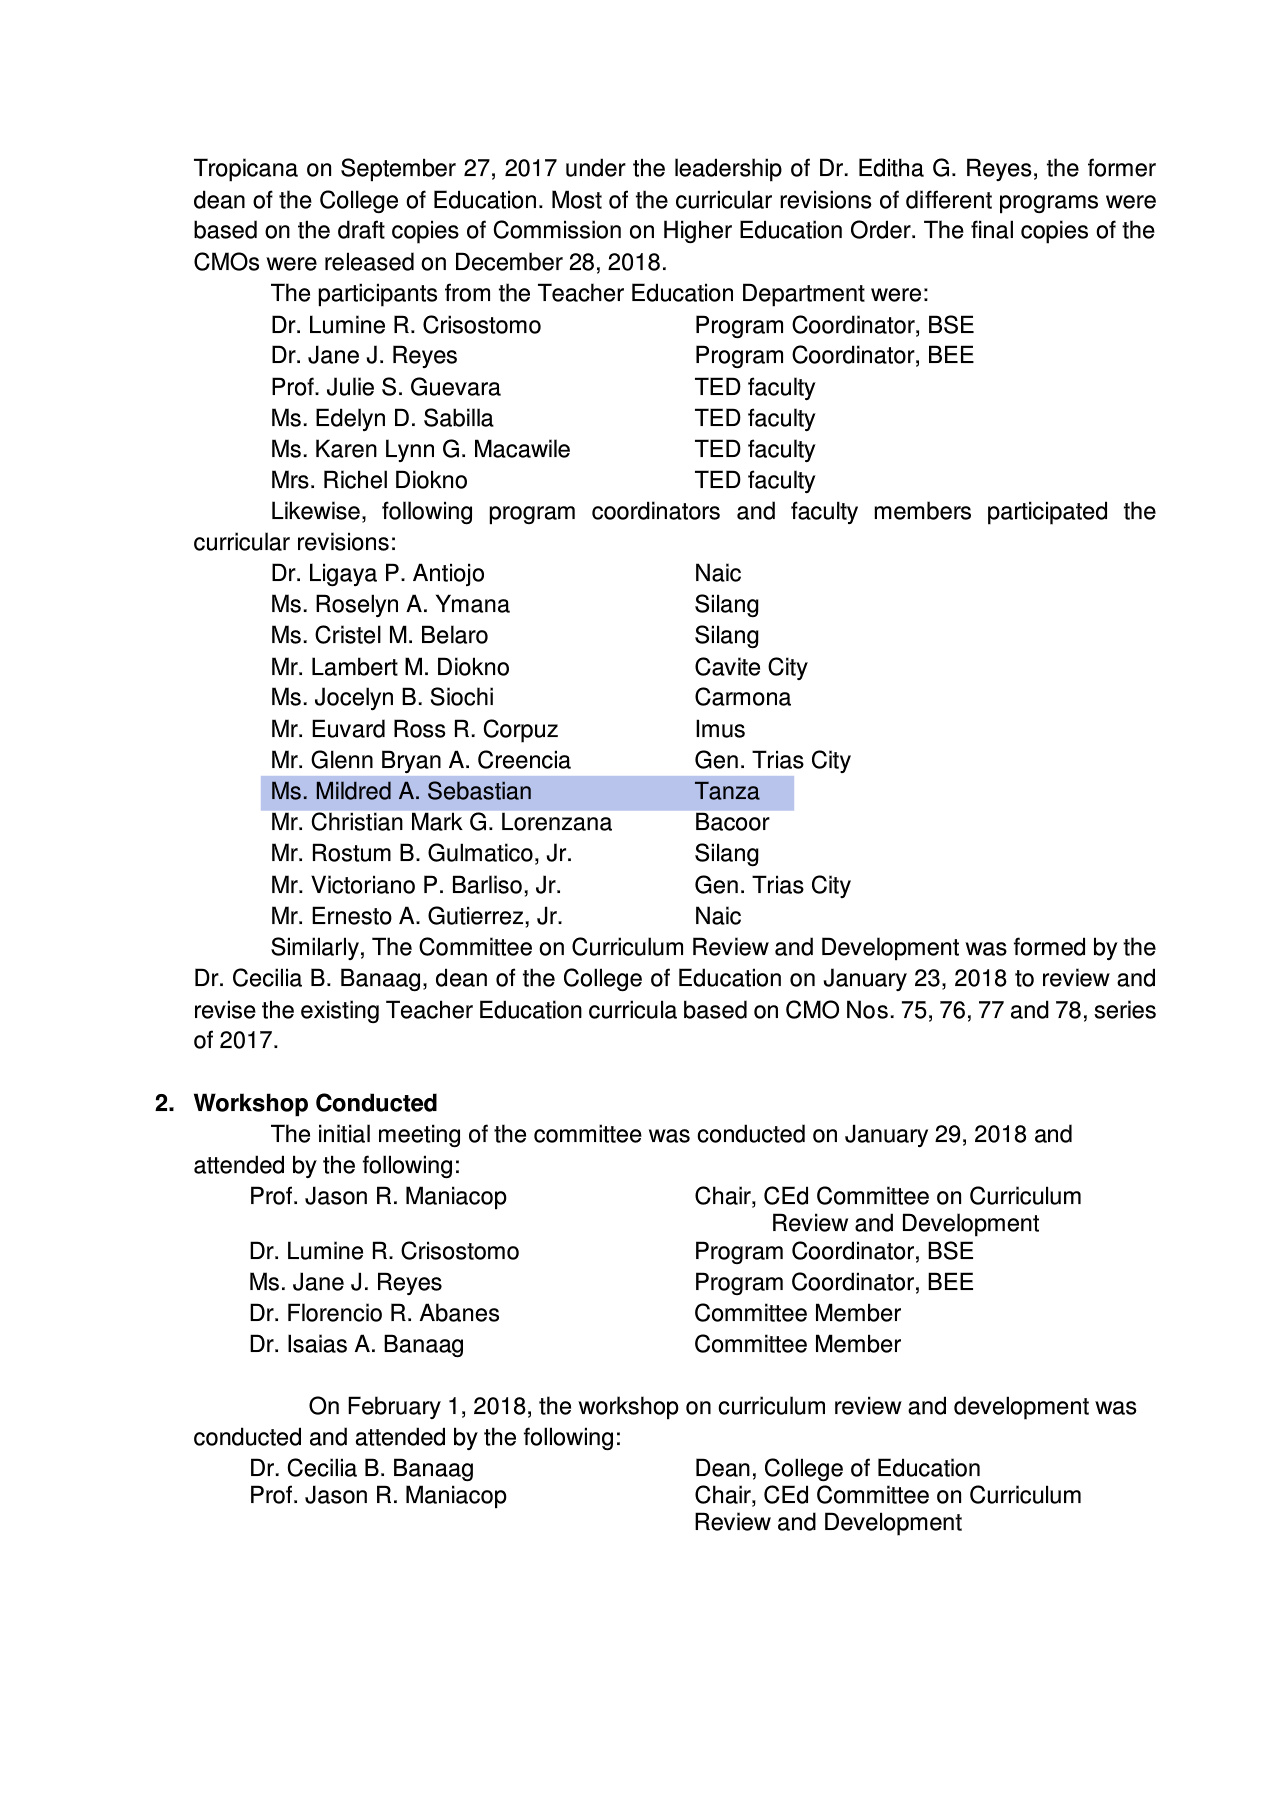 Tropicana on September 27, 2017 under the leadership of Dr. Editha G. Reyes, the former
dean of the College of Education. Most of the curricular revisions of different programs were
based on the draft copies of Commission on Higher Education Order. The final copies of the
CMOs were released on December 28, 2018.
The participants from the Teacher Education Department were:
Dr. Lumine R. Crisostomo Program Coordinator, BSE
Dr. Jane J. Reyes Program Coordinator, BEE
Prof. Julie S. Guevara TED faculty
Ms. Edelyn D. Sabilla TED faculty
Ms. Karen Lynn G. Macawile TED faculty
Mrs. Richel Diokno TED faculty
Likewise, following program coordinators and faculty members participated the
curricular revisions:
Dr. Ligaya P. Antiojo Naic
Ms. Roselyn A. Ymana Silang
Ms. Cristel M. Belaro Silang
Mr. Lambert M. Diokno Cavite City
Ms. Jocelyn B. Siochi Carmona
Mr. Euvard Ross R. Corpuz Imus
Mr. Glenn Bryan A. Creencia Gen. Trias City
Ms. Mildred A. Sebastian Tanza
Mr. Christian Mark G. Lorenzana Bacoor
Mr. Rostum B. Gulmatico, Jr. Silang
Mr. Victoriano P. Barliso, Jr. Gen. Trias City
Mr. Ernesto A. Gutierrez, Jr. Naic
Similarly, The Committee on Curriculum Review and Development was formed by the
Dr. Cecilia B. Banaag, dean of the College of Education on January 23, 2018 to review and
revise the existing Teacher Education curricula based on CMO Nos. 75, 76, 77 and 78, series
of 2017.
2. Workshop Conducted
The initial meeting of the committee was conducted on January 29, 2018 and
attended by the following:
Prof. Jason R. Maniacop Chair, CEd Committee on Curriculum
Review and Development
Dr. Lumine R. Crisostomo Program Coordinator, BSE
Ms. Jane J. Reyes Program Coordinator, BEE
Dr. Florencio R. Abanes Committee Member
Dr. Isaias A. Banaag Committee Member
On February 1, 2018, the workshop on curriculum review and development was
conducted and attended by the following:
Dr. Cecilia B. Banaag Dean, College of Education
Prof. Jason R. Maniacop Chair, CEd Committee on Curriculum
Review and Development